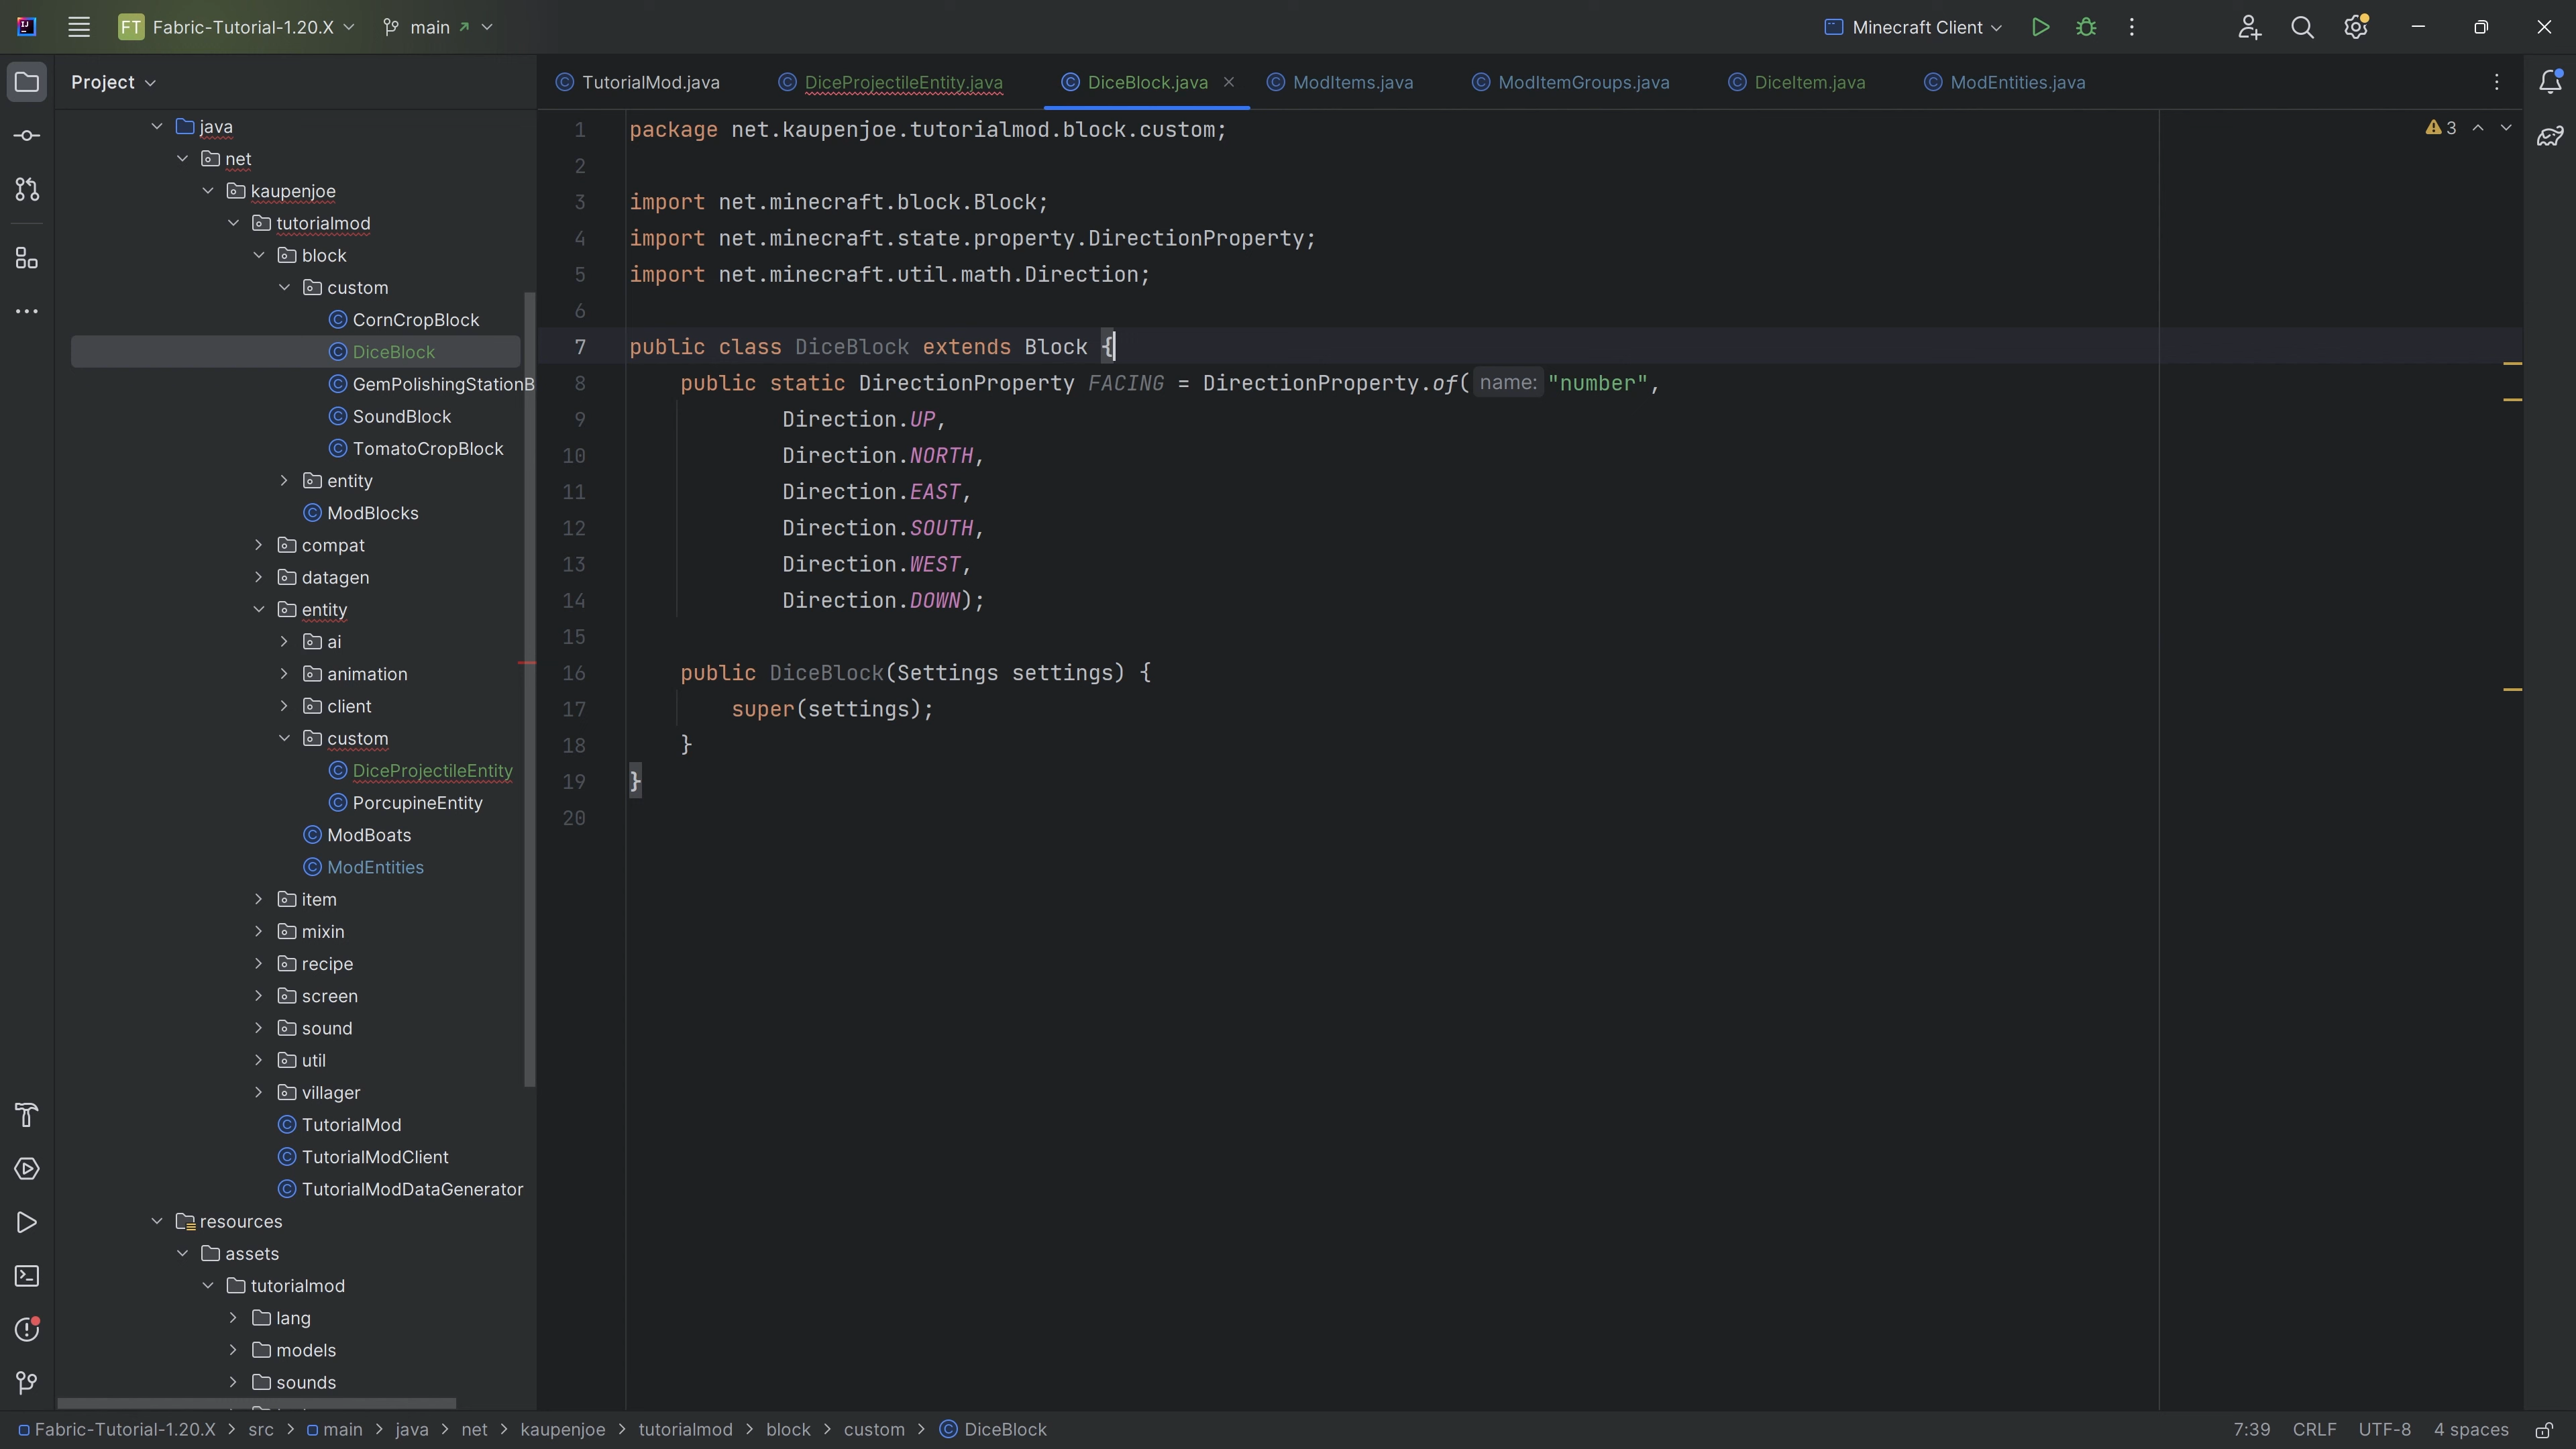 FT Fabric-Tutorial-1.20.X main Minecraft Client
Project
TutorialMod.java DiceProjectileEntity.java DiceBlock.java ModItems.java ModItemGroups.java DiceItem.java ModEntities.java
java
net
kaupenjoe
tutorialmod
block
custom
CornCropBlock
DiceBlock
GemPolishingStationB
SoundBlock
TomatoCropBlock
entity
ModBlocks
compat
datagen
entity
ai
animation
client
custom
DiceProjectileEntity
PorcupineEntity
ModBoats
ModEntities
item
mixin
recipe
screen
sound
util
villager
TutorialMod
TutorialModClient
TutorialModDataGenerator
resources
assets
tutorialmod
lang
models
sounds
3
1 package net.kaupenjoe.tutorialmod.block.custom;
2
3 import net.minecraft.block.Block;
4 import net.minecraft.state.property.DirectionProperty;
5 import net.minecraft.util.math.Direction;
6
7 public class DiceBlock extends Block {
8 public static DirectionProperty FACING = DirectionProperty.of( name: "number",
9 Direction.UP,
10 Direction.NORTH,
11 Direction.EAST,
12 Direction.SOUTH,
13 Direction.WEST,
14 Direction.DOWN);
15
16 public DiceBlock(Settings settings) {
17 super(settings);
18 }
19 }
20
Fabric-Tutorial-1.20.X > src > main > java > net > kaupenjoe > tutorialmod > block > custom > DiceBlock 7:39 CRLF UTF-8 4 spaces